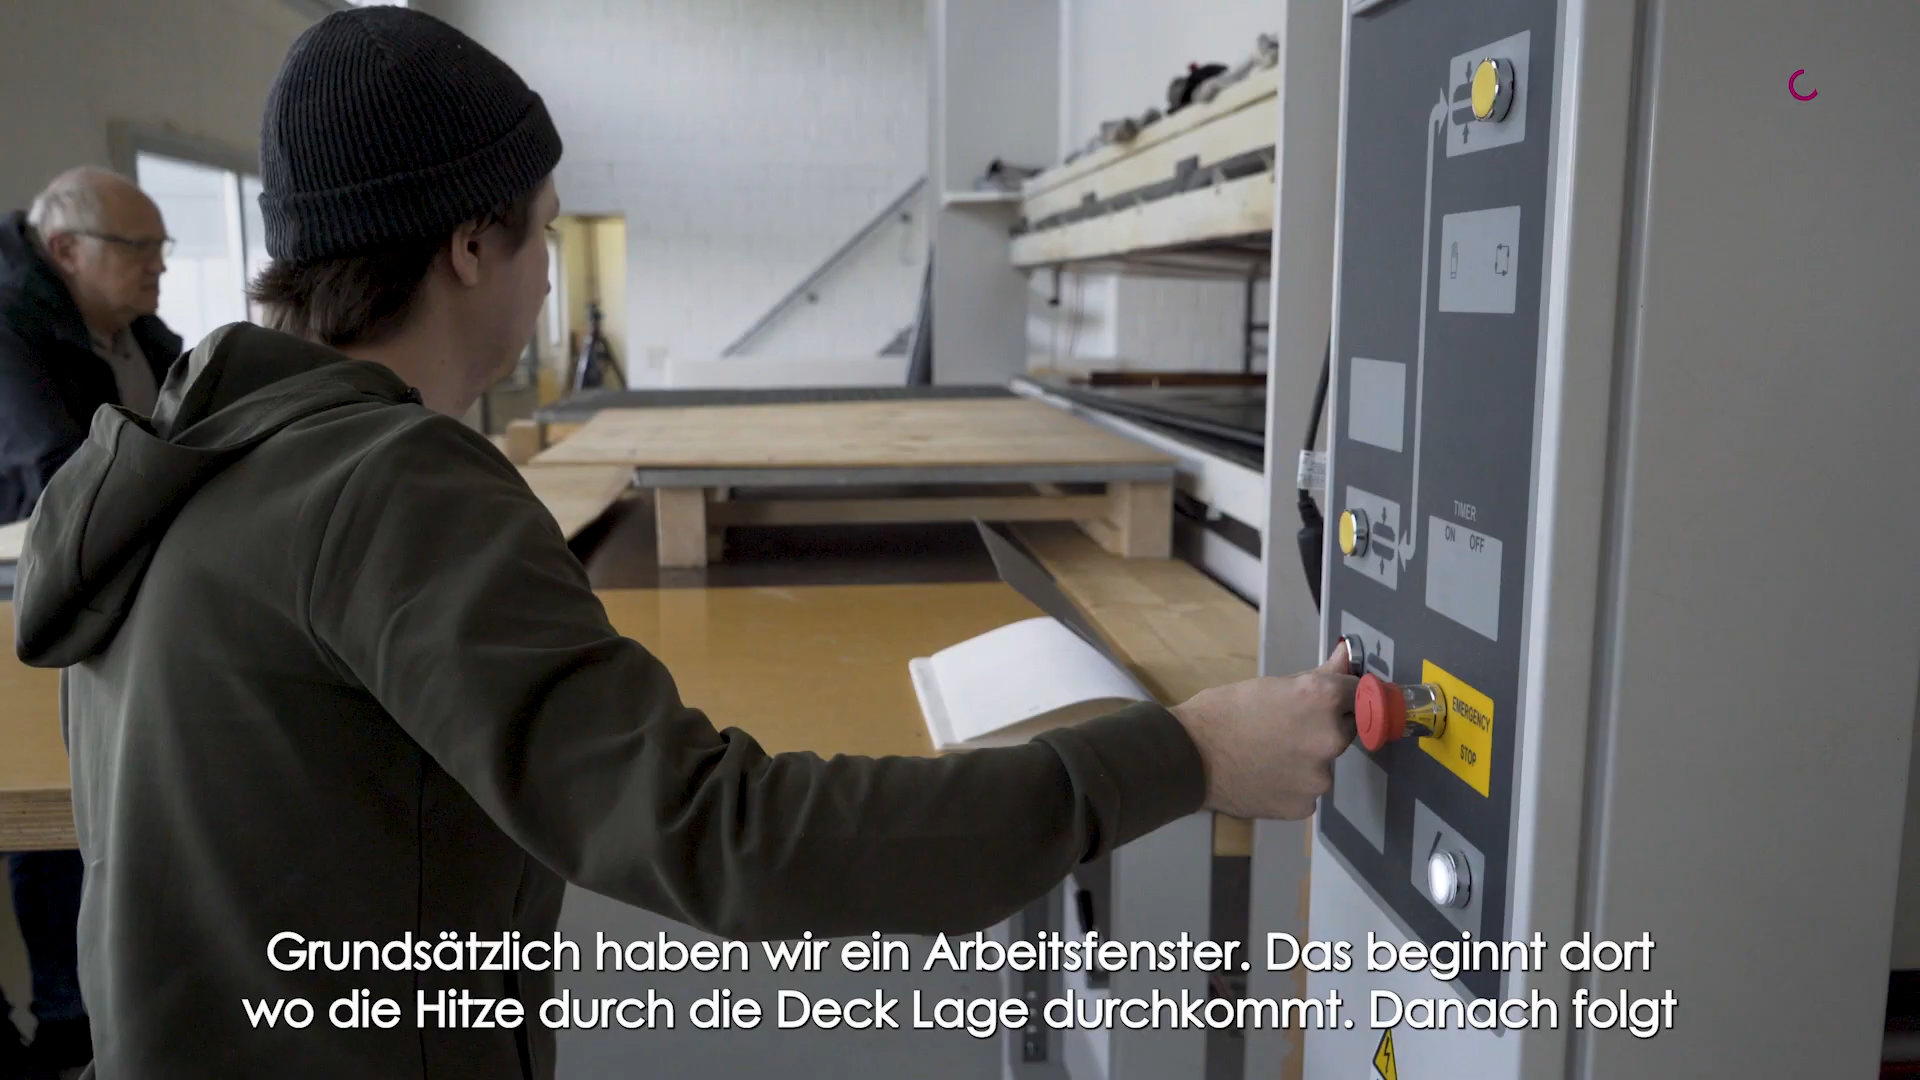 TIMER
ON OFF
EMERGENCY
STOP
Grundsätzlich haben wir ein Arbeitsfenster. Das beginnt dort
wo die Hitze durch die Deck Lage durchkommt. Danach folgt